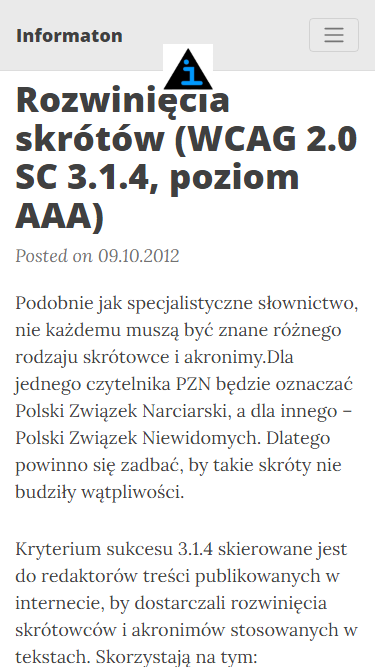 Informaton
Rozwinięcia
skrótów (WCAG 2.0
SC 3.1.4, poziom
AAA)
Posted on 09.10.2012
Podobnie jak specjalistyczne słownictwo,
nie każdemu muszą być znane różnego
rodzaju skrótowce i akronimy.Dla
jednego czytelnika PZN będzie oznaczać
Polski Związek Narciarski, a dla innego –
Polski Związek Niewidomych. Dlatego
powinno się zadbać, by takie skróty nie
budziły wątpliwości.
Kryterium sukcesu 3.1.4 skierowane jest
do redaktorów treści publikowanych w
internecie, by dostarczali rozwinięcia
skrótowców i akronimów stosowanych w
tekstach. Skorzystają na tym: